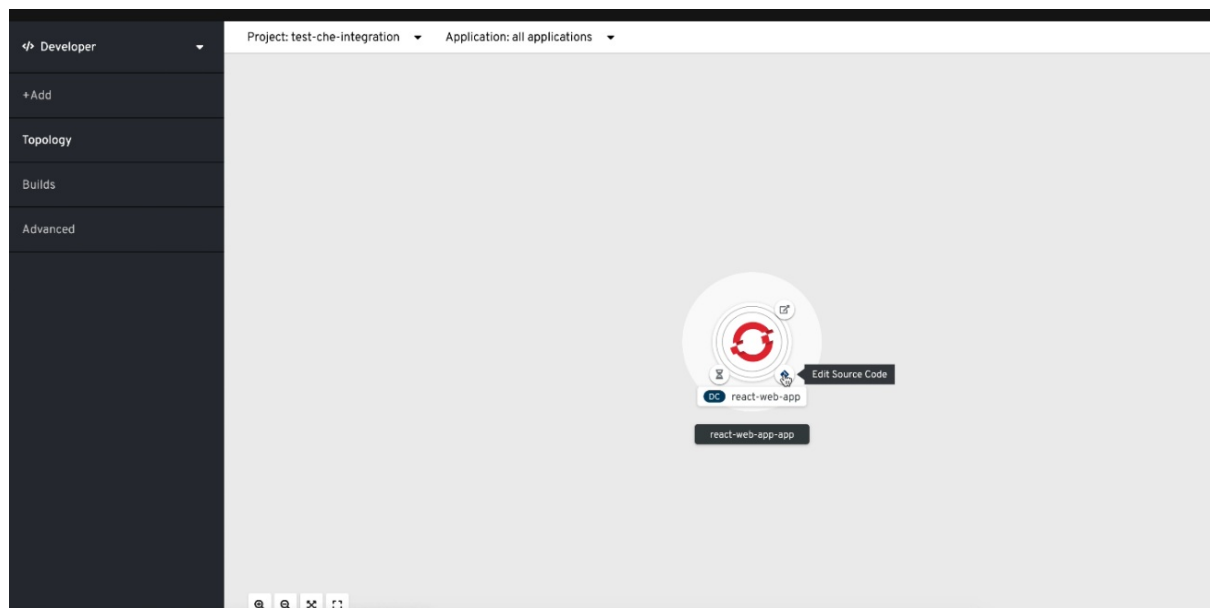 </> Developer
Project: test-che-integration
Application: all applications
+Add
Topology
Builds
Advanced
Edit Source Code
DC react-web-app
react-web-app-app